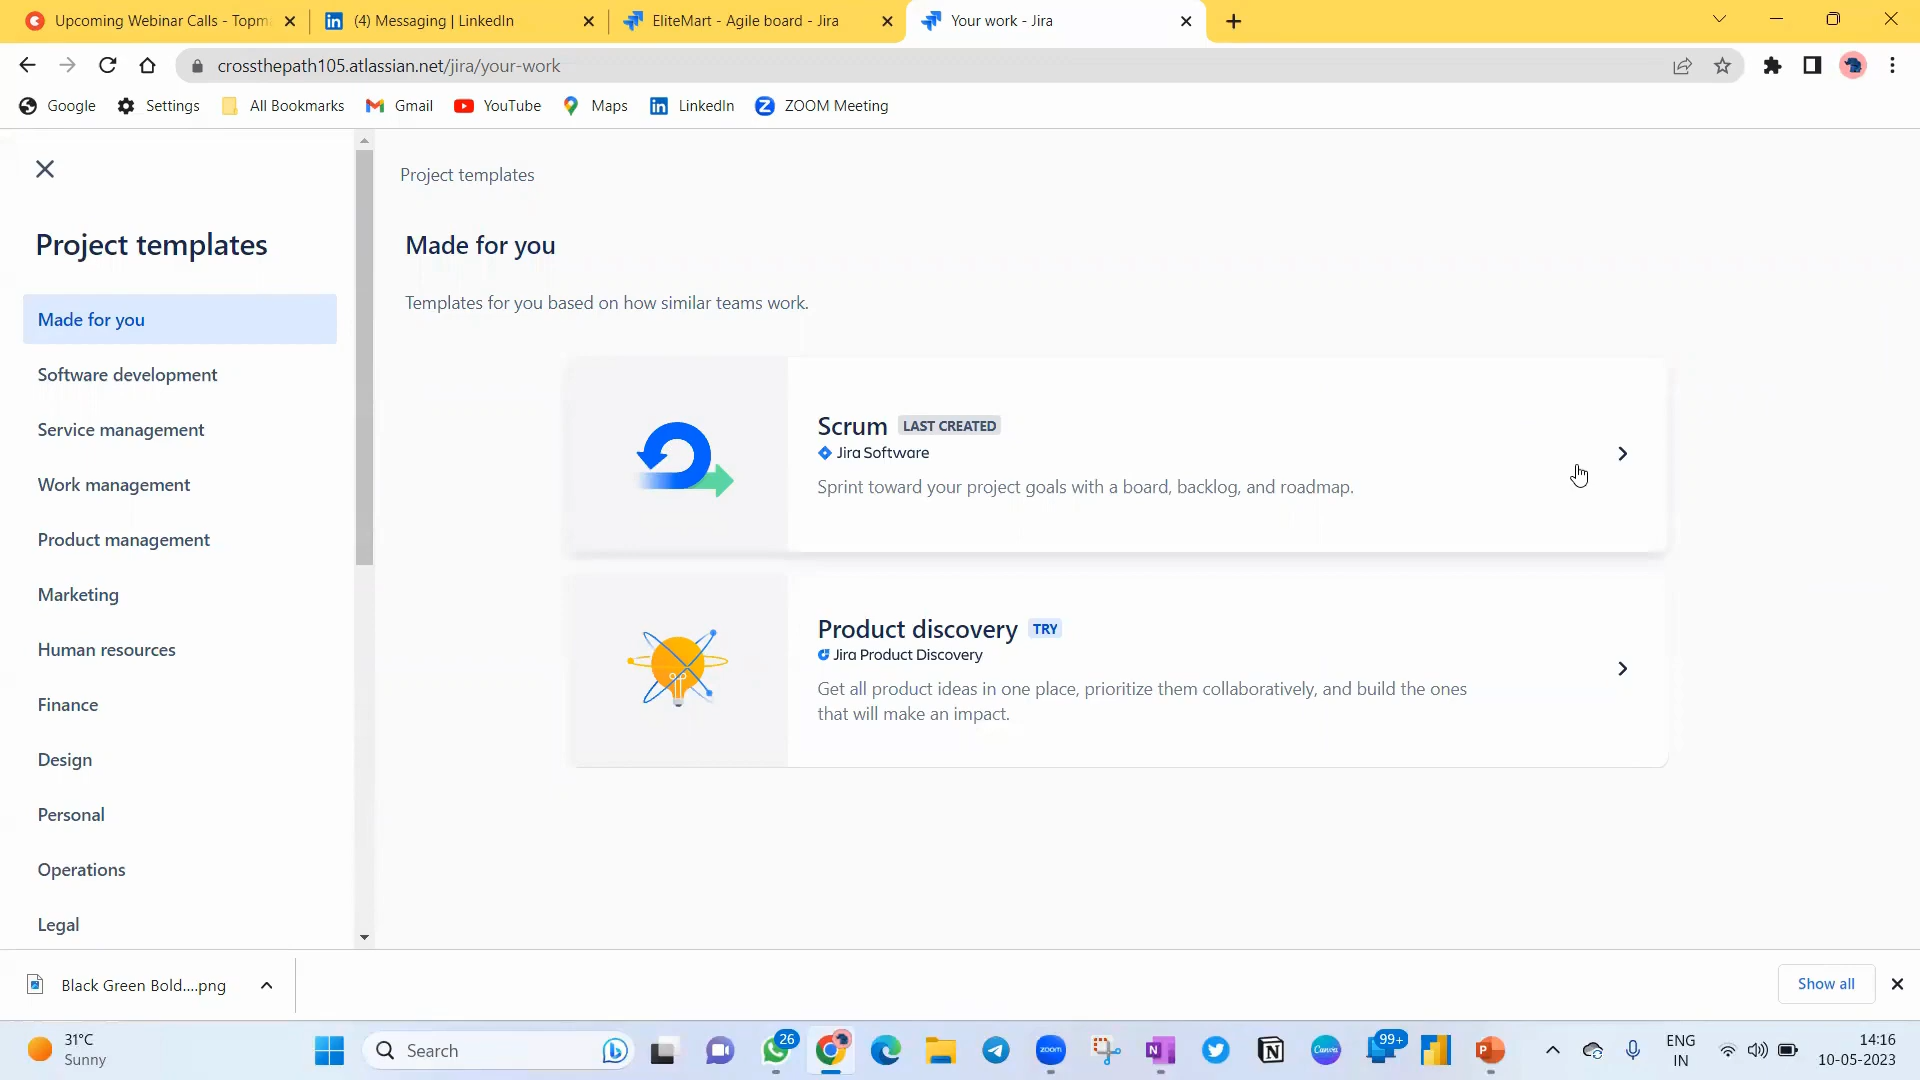 Upcoming Webinar Calls - Topm
(4) Messaging | LinkedIn
EliteMart - Agile board - Jira
Your work - Jira
crossthepath105.atlassian.net/jira/your-work
Google
Settings
All Bookmarks
Gmail
YouTube
Maps
LinkedIn
ZOOM Meeting
Project templates
Made for you
Software development
Service management
Work management
Product management
Marketing
Human resources
Finance
Design
Personal
Operations
Legal
Project templates
Made for you
Templates for you based on how similar teams work.
Scrum LAST CREATED
Jira Software
Sprint toward your project goals with a board, backlog, and roadmap.
Product discovery TRY
Jira Product Discovery
Get all product ideas in one place, prioritize them collaboratively, and build the ones
that will make an impact.
Black Green Bold....png
Show all
31°C
Sunny
Search
26
zoom
Canva
99+
ENG
IN
14:16
10-05-2023